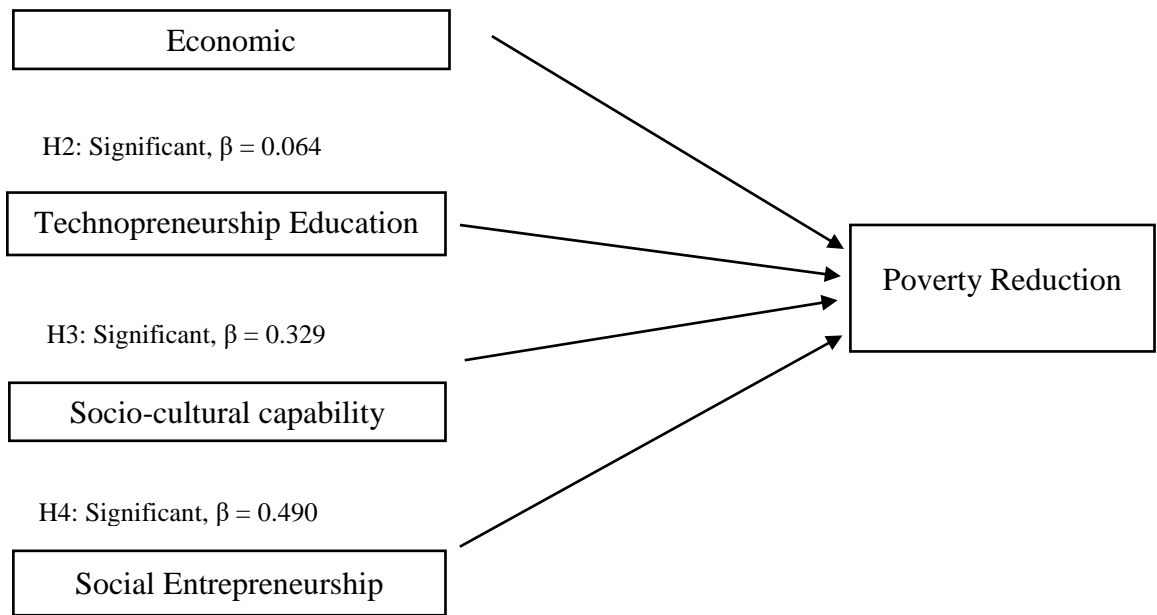 Economic
H2: Significant, β = 0.064
Technopreneurship Education
Poverty Reduction
H3: Significant, β = 0.329
Socio-cultural capability
H4: Significant, β = 0.490
Social Entrepreneurship